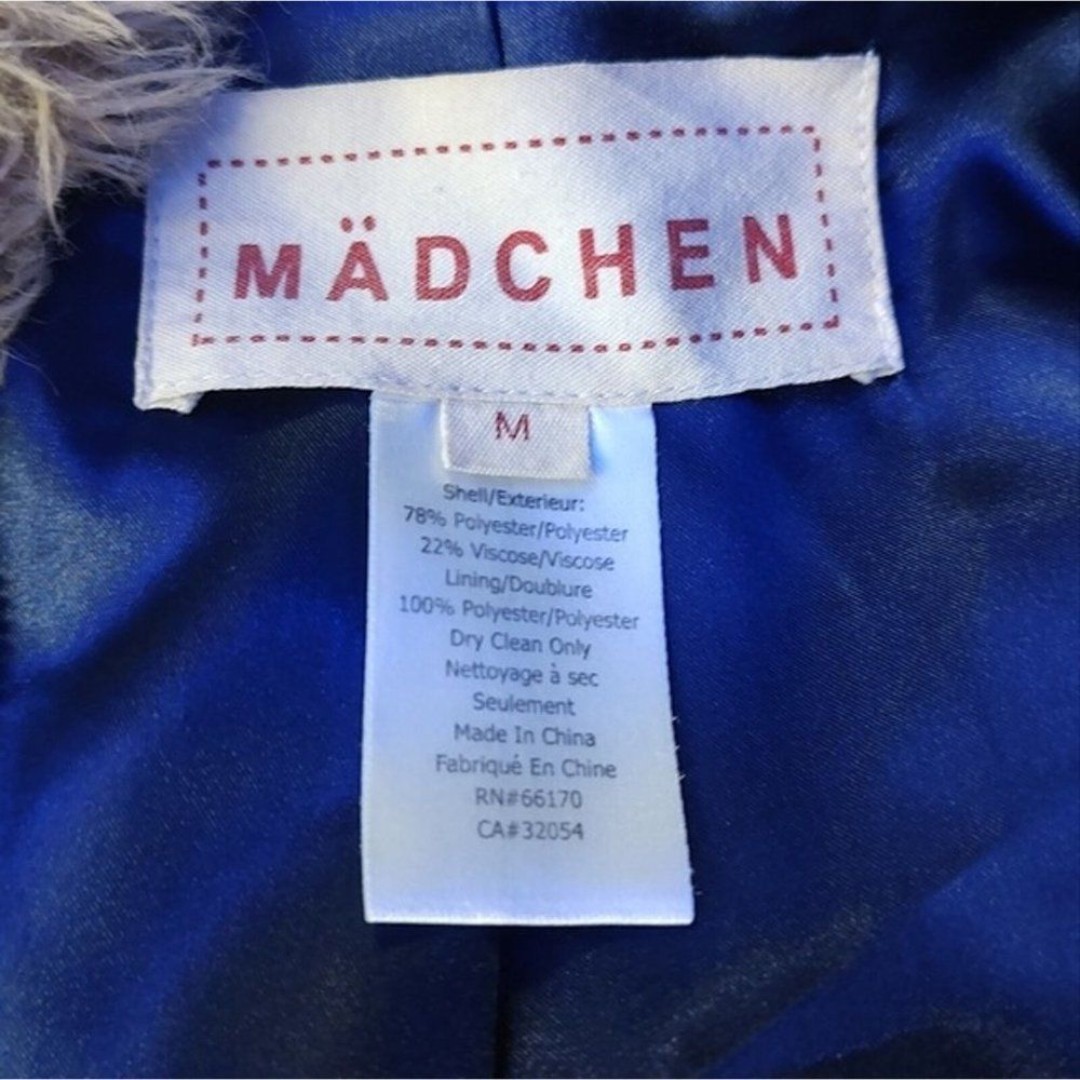 MÄDCHEN
M
Shell/Exterieur:
78% Polyester/Polyester
22% Viscose/Viscose
Lining/Doublure
100% Polyester/Polyester
Dry Clean Only
Nettoyage à sec
Seulement
Made In China
Fabriqué En Chine
RN#66170
CA#32054